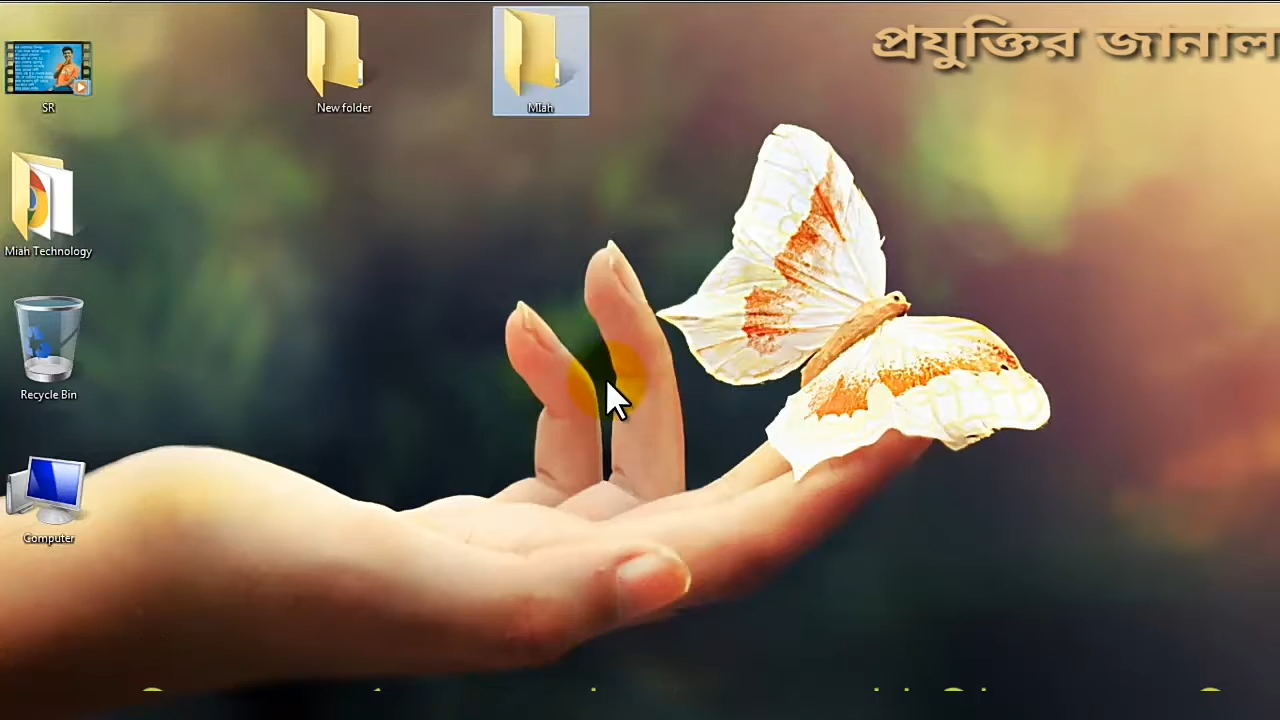 প্রযুক্তির জানাল
New folder
Miah
SR
Miah Technology
Recycle Bin
Computer